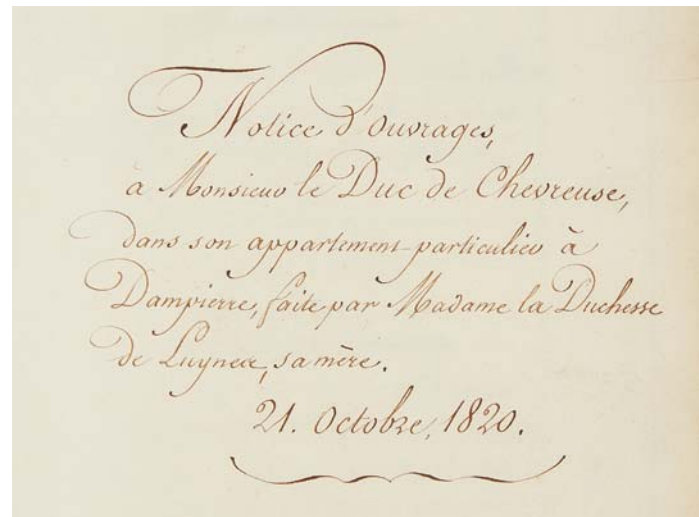 Notice d'ouvrages,
à Monsieur le Duc de Chevreuse,
dans son appartement particulier à
Dampierre, faite par Madame la Duchesse
de Luynes, sa mère.
21. Octobre, 1820.